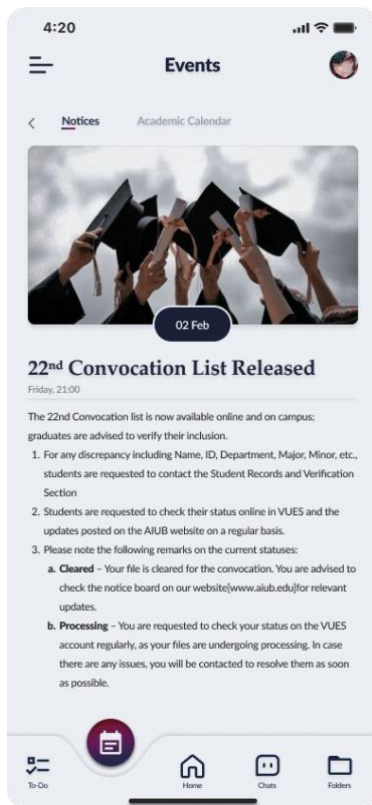 4:20
Events
Notices
Academic Calendar
02 Feb
22nd Convocation List Released
Friday, 21:00
The 22nd Convocation list is now available online and on campus;
graduates are advised to verify their inclusion.
1. For any discrepancy including Name, ID, Department, Major, Minor, etc.,
students are requested to contact the Student Records and Verification
Section
2. Students are requested to check their status online in VUES and the
updates posted on the AIUB website on a regular basis.
3. Please note the following remarks on the current statuses:
a. Cleared – Your file is cleared for the convocation. You are advised to
check the notice board on our website[www.aiub.edu]for relevant
updates.
b. Processing – You are requested to check your status on the VUES
account regularly, as your files are undergoing processing. In case
there are any issues, you will be contacted to resolve them as soon
as possible.
To-Do
Home
Chats
Folders